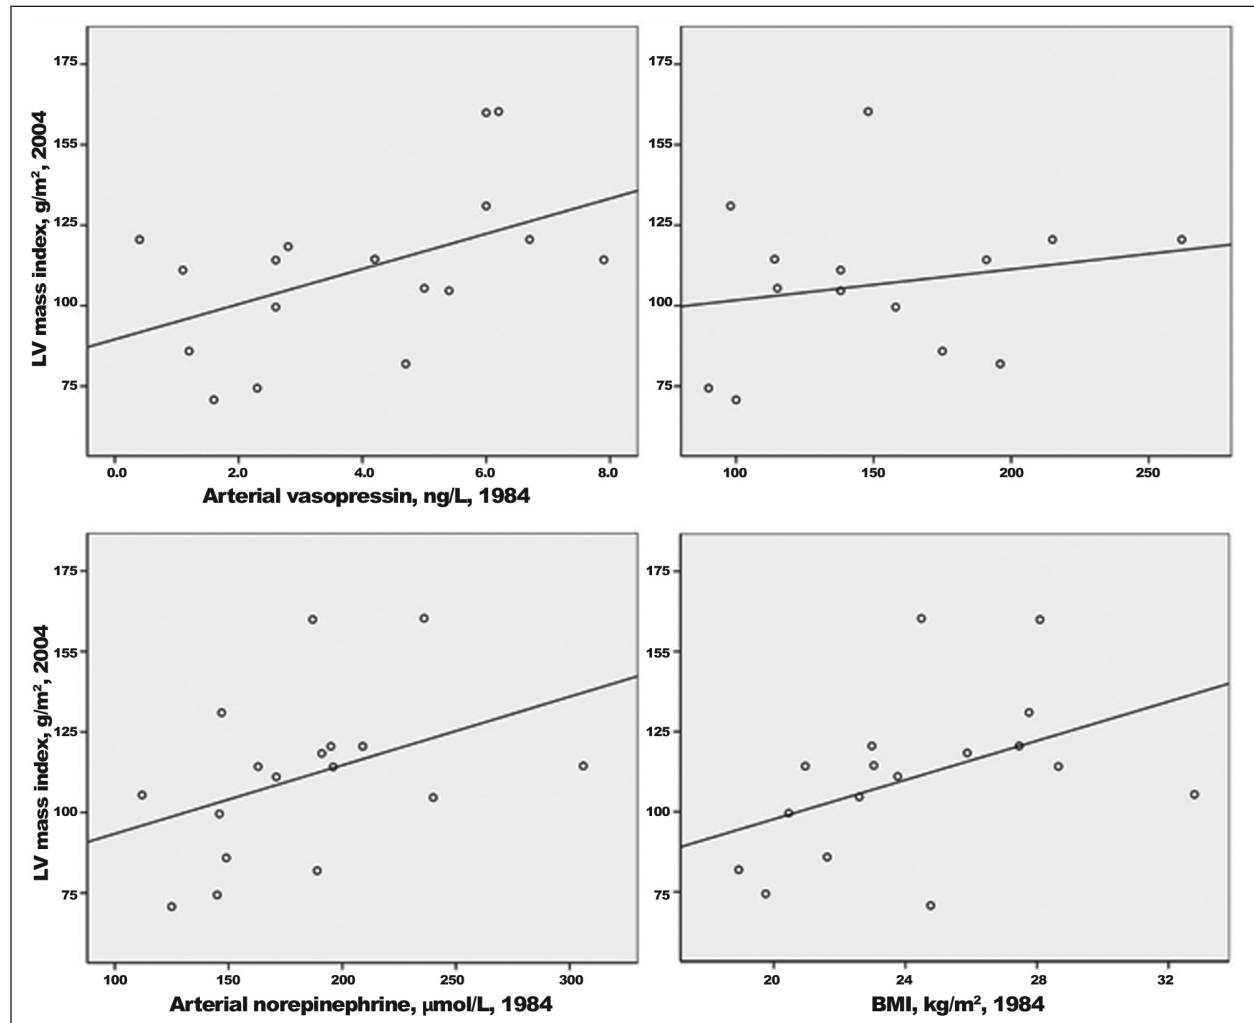 175
155
125
100
75
LV mass index, g/m², 2004
0.0 2.0 4.0 6.0 8.0
Arterial vasopressin, ng/L, 1984
175
155
125
100
75
100 150 200 250
175
155
125
100
75
LV mass index, g/m², 2004
100 150 200 250 300
Arterial norepinephrine, µmol/L, 1984
175
155
125
100
75
20 24 28 32
BMI, kg/m², 1984